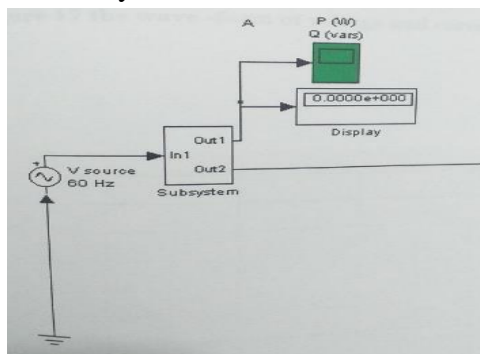 A
P (W)
Q (vars)
0.0000e+000
Display
Out1
In1
Out2
Subsystem
+
V source
60 Hz